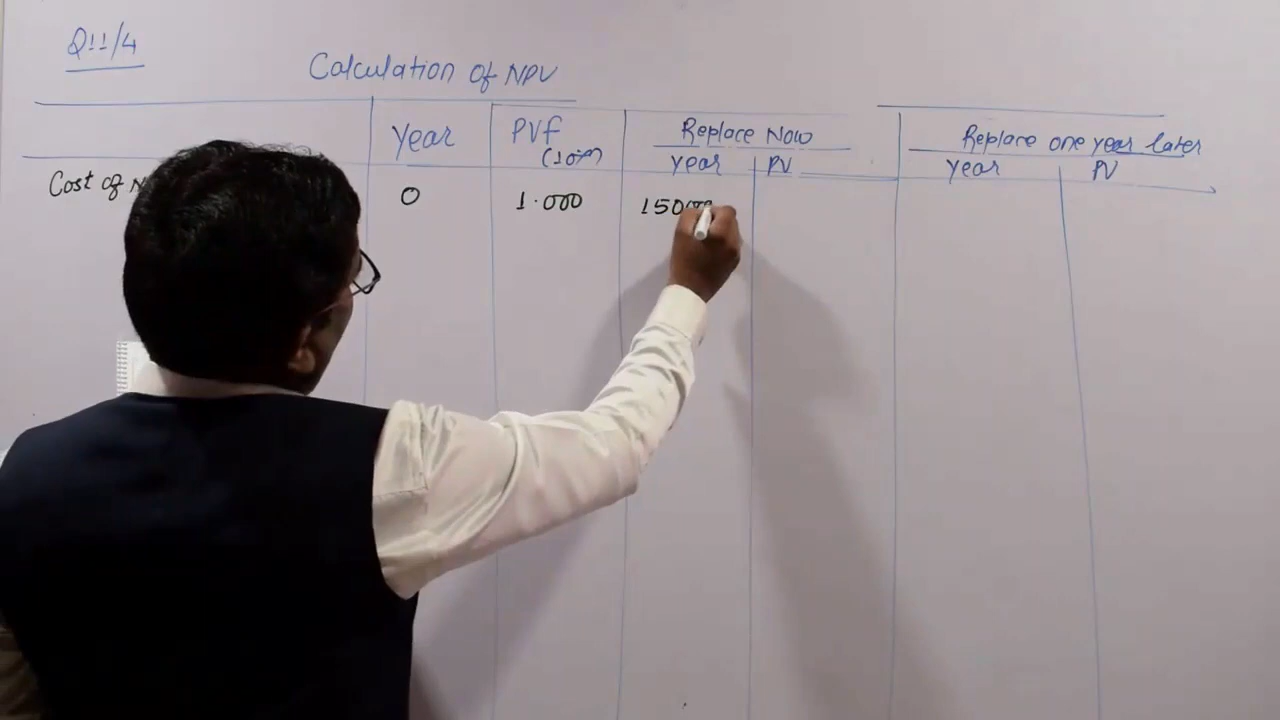 Q11/4
Calculation of NPV
Year
PVf
(10%)
Replace Now
Year
PV
Replace one year later
Year
PV
Cost of
0
1.000